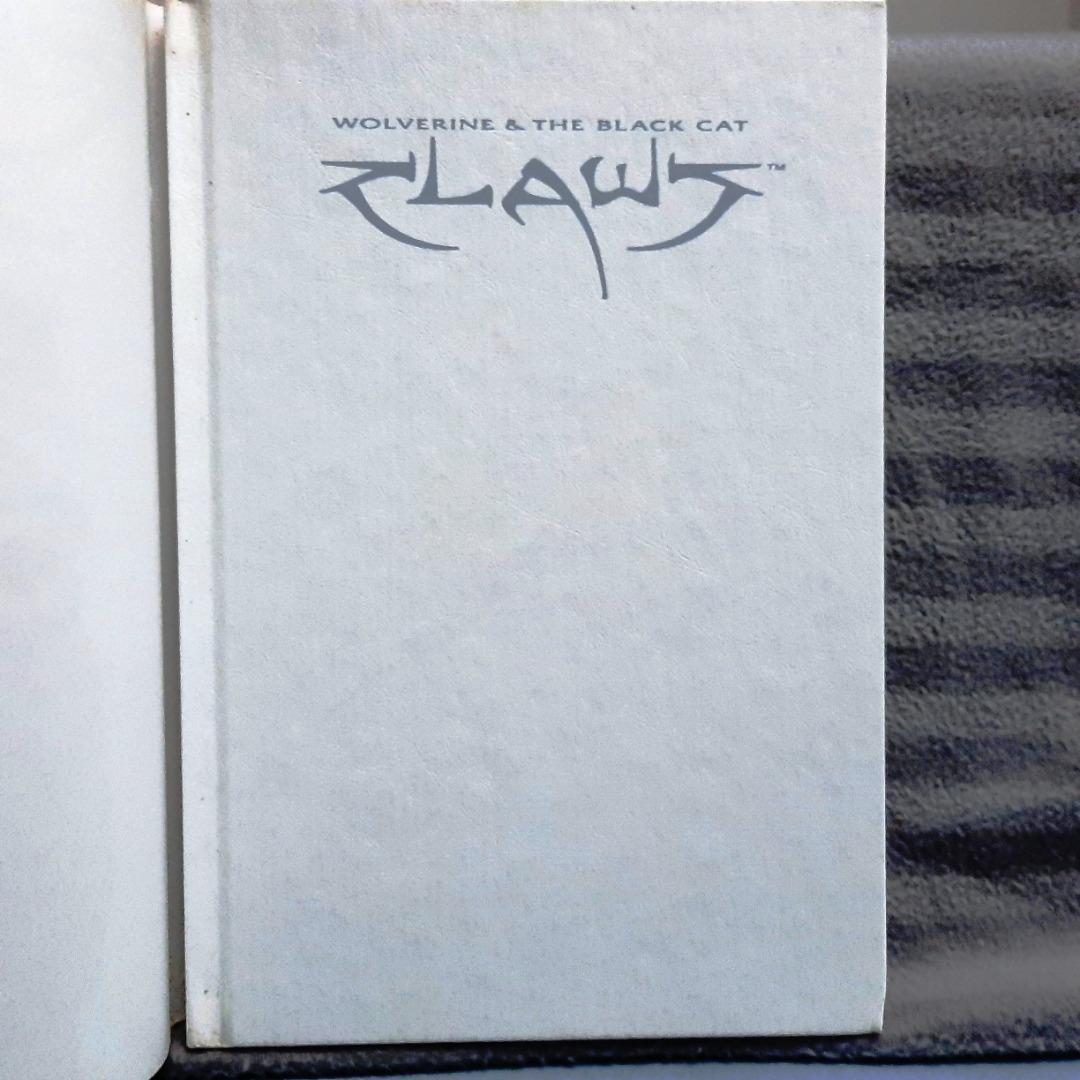 WOLVERINE & THE BLACK CAT
CLAWS™